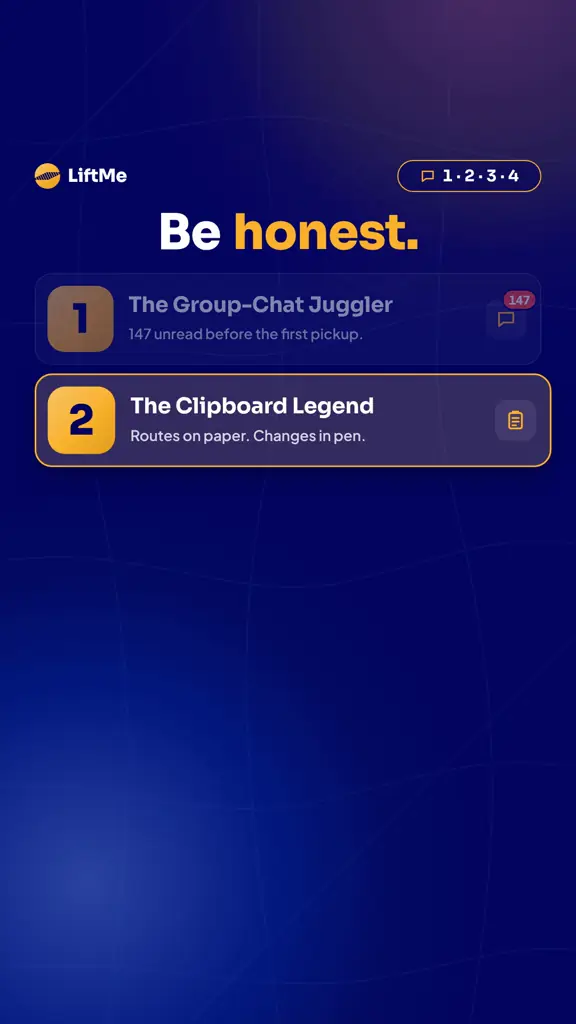 LiftMe
1·2·3·4
Be honest.
1
The Group-Chat Juggler
147 unread before the first pickup.
147
2
The Clipboard Legend
Routes on paper. Changes in pen.